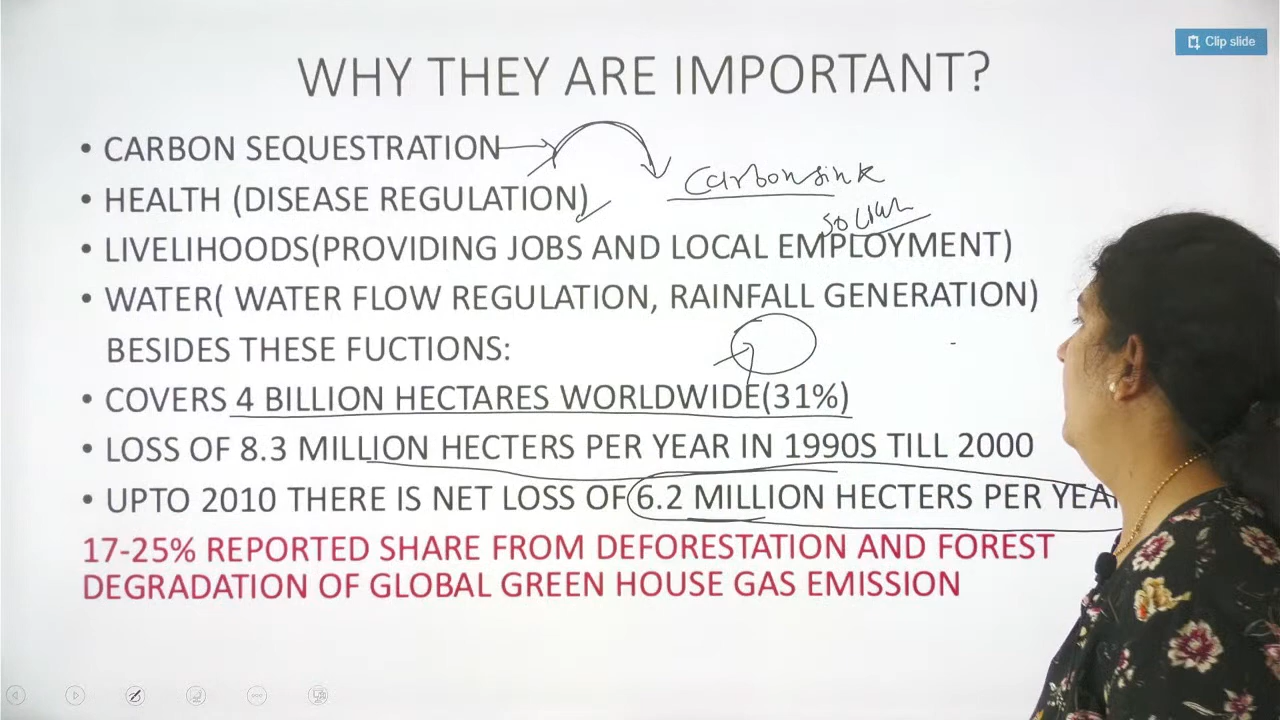 Clip slide
WHY THEY ARE IMPORTANT?
• CARBON SEQUESTRATION
Carbon sink
• HEALTH (DISEASE REGULATION)
• LIVELIHOODS(PROVIDING JOBS AND LOCAL EMPLOYMENT)
• WATER( WATER FLOW REGULATION, RAINFALL GENERATION)
BESIDES THESE FUCTIONS:
• COVERS 4 BILLION HECTARES WORLDWIDE(31%)
• LOSS OF 8.3 MILLION HECTERS PER YEAR IN 1990S TILL 2000
• UPTO 2010 THERE IS NET LOSS OF 6.2 MILLION HECTERS PER YEA
17-25% REPORTED SHARE FROM DEFORESTATION AND FOREST
DEGRADATION OF GLOBAL GREEN HOUSE GAS EMISSION